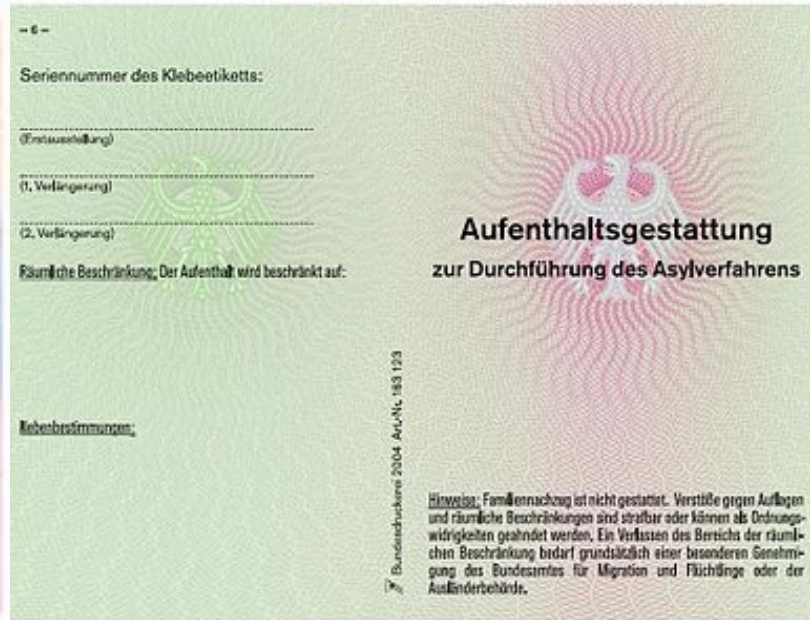 – 6 –
Seriennummer des Klebeetiketts:
(Erstausstellung)
(1. Verlängerung)
(2. Verlängerung)
Räumliche Beschränkung: Der Aufenthalt wird beschränkt auf:
Nebenbestimmungen:
Bundesdruckerei 2004 Art.-Nr. 163 123
Aufenthaltsgestattung
zur Durchführung des Asylverfahrens
Hinweise: Familiennachzug ist nicht gestattet. Verstöße gegen Auflagen
und räumliche Beschränkungen sind strafbar oder können als Ordnungs-
widrigkeiten geahndet werden. Ein Verlassen des Bereichs der räumli-
chen Beschränkung bedarf grundsätzlich einer besonderen Genehmi-
gung des Bundesamtes für Migration und Flüchtlinge oder der
Ausländerbehörde.